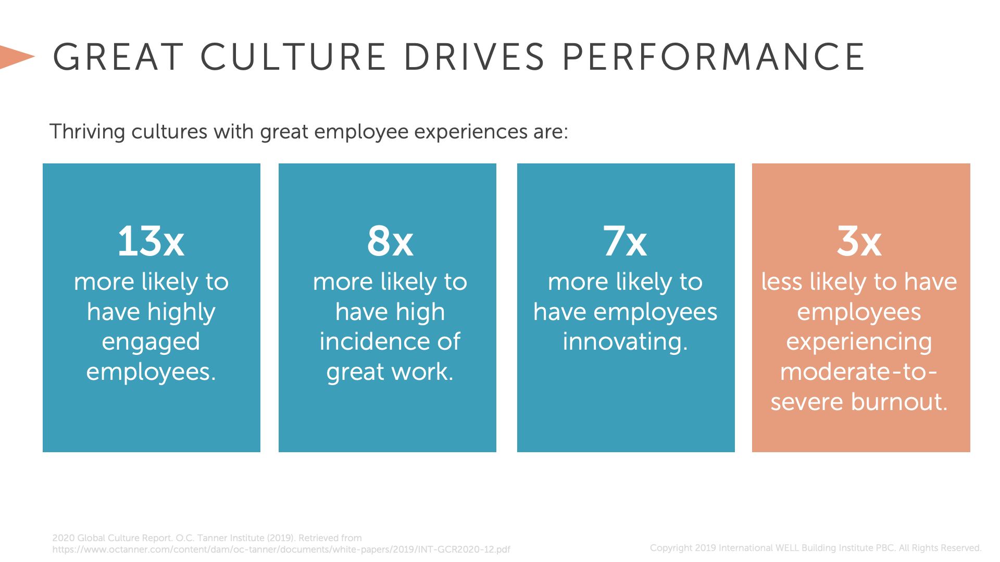 GREAT CULTURE DRIVES PERFORMANCE
Thriving cultures with great employee experiences are:
13x
more likely to
have highly
engaged
employees.
8x
more likely to
have high
incidence of
great work.
7x
more likely to
have employees
innovating.
3x
less likely to have
employees
experiencing
moderate-to-
severe burnout.
2020 Global Culture Report. O.C. Tanner Institute (2019). Retrieved from
https://www.octanner.com/content/dam/oc-tanner/documents/white-papers/2019/INT-GCR2020-12.pdf
Copyright 2019 International WELL Building Institute PBC. All Rights Reserved.